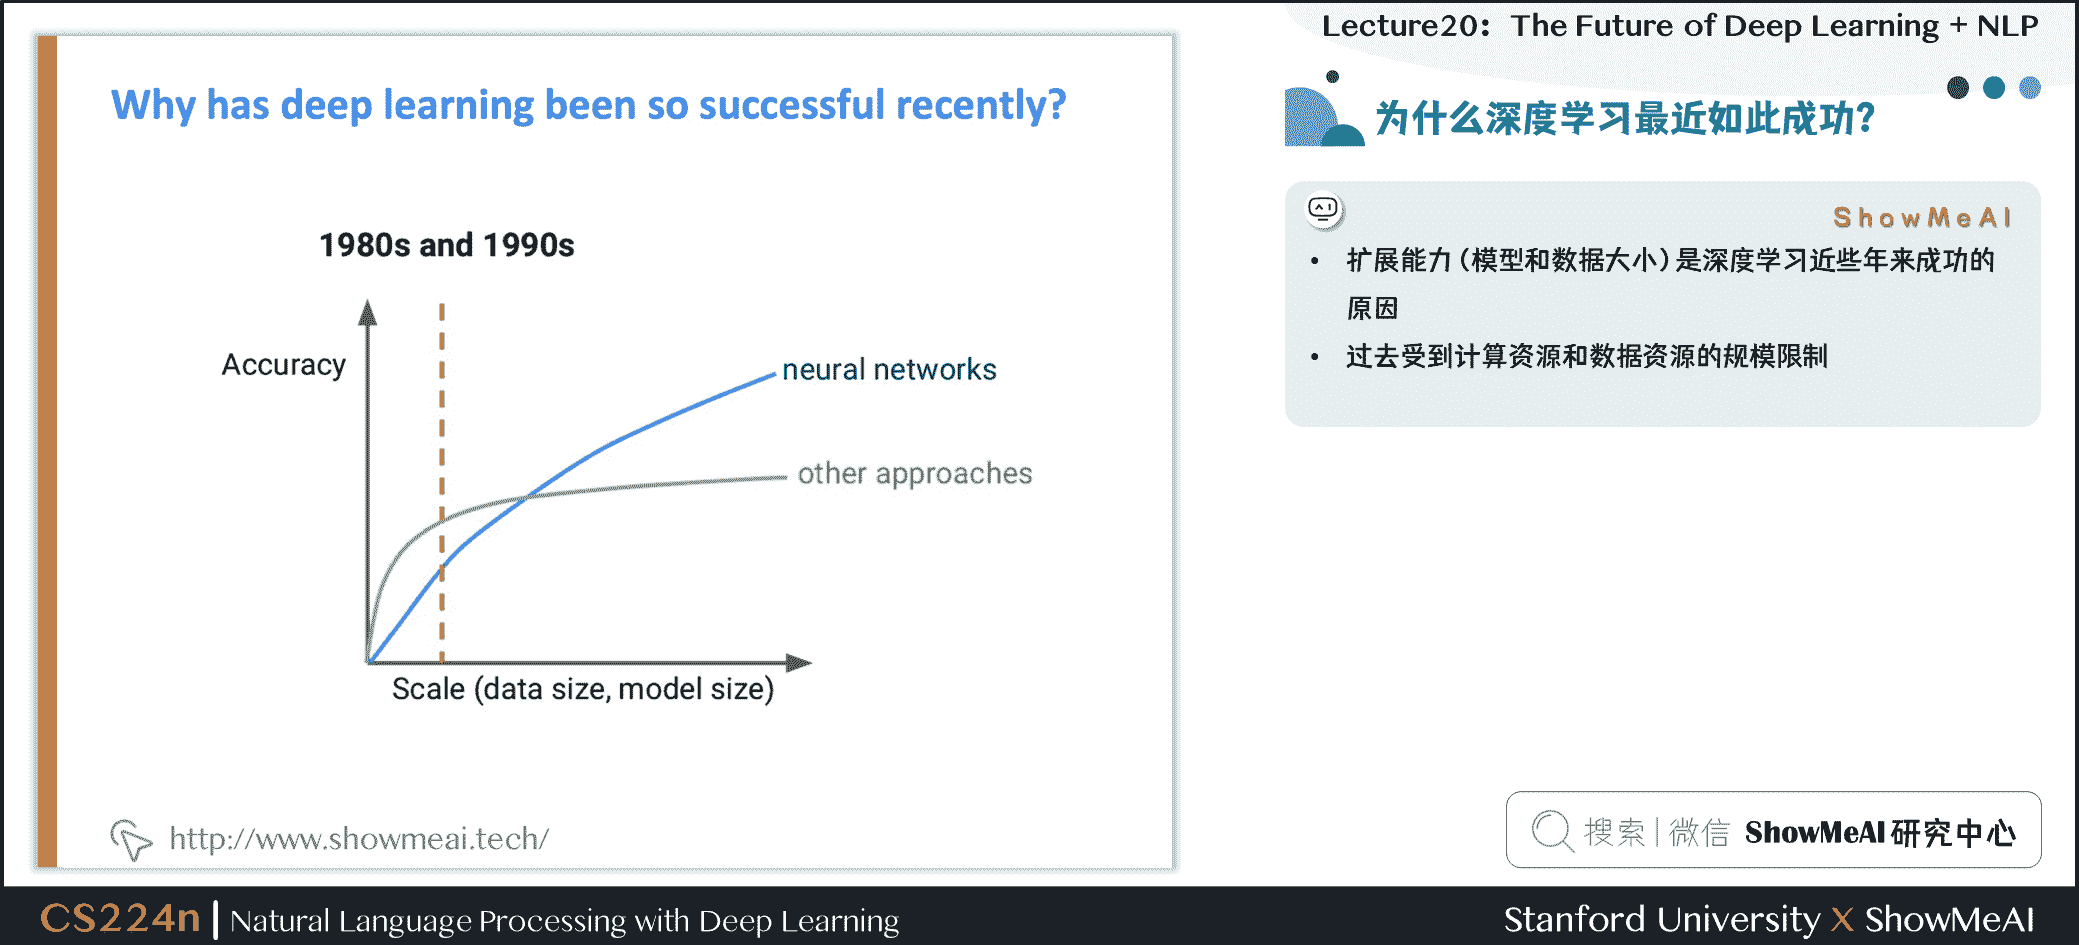 Lecture20： The Future of Deep Learning + NLP
Why has deep learning been so successful recently?
1980s and 1990s
Accuracy
neural networks
other approaches
Scale (data size, model size)
http://www.showmeai.tech/
为什么深度学习最近如此成功?
ShowMeAI
• 扩展能力(模型和数据大小)是深度学习近些年来成功的
原因
• 过去受到计算资源和数据资源的规模限制
搜索|微信 ShowMeAI研究中心
CS224n | Natural Language Processing with Deep Learning
Stanford University X ShowMeAI